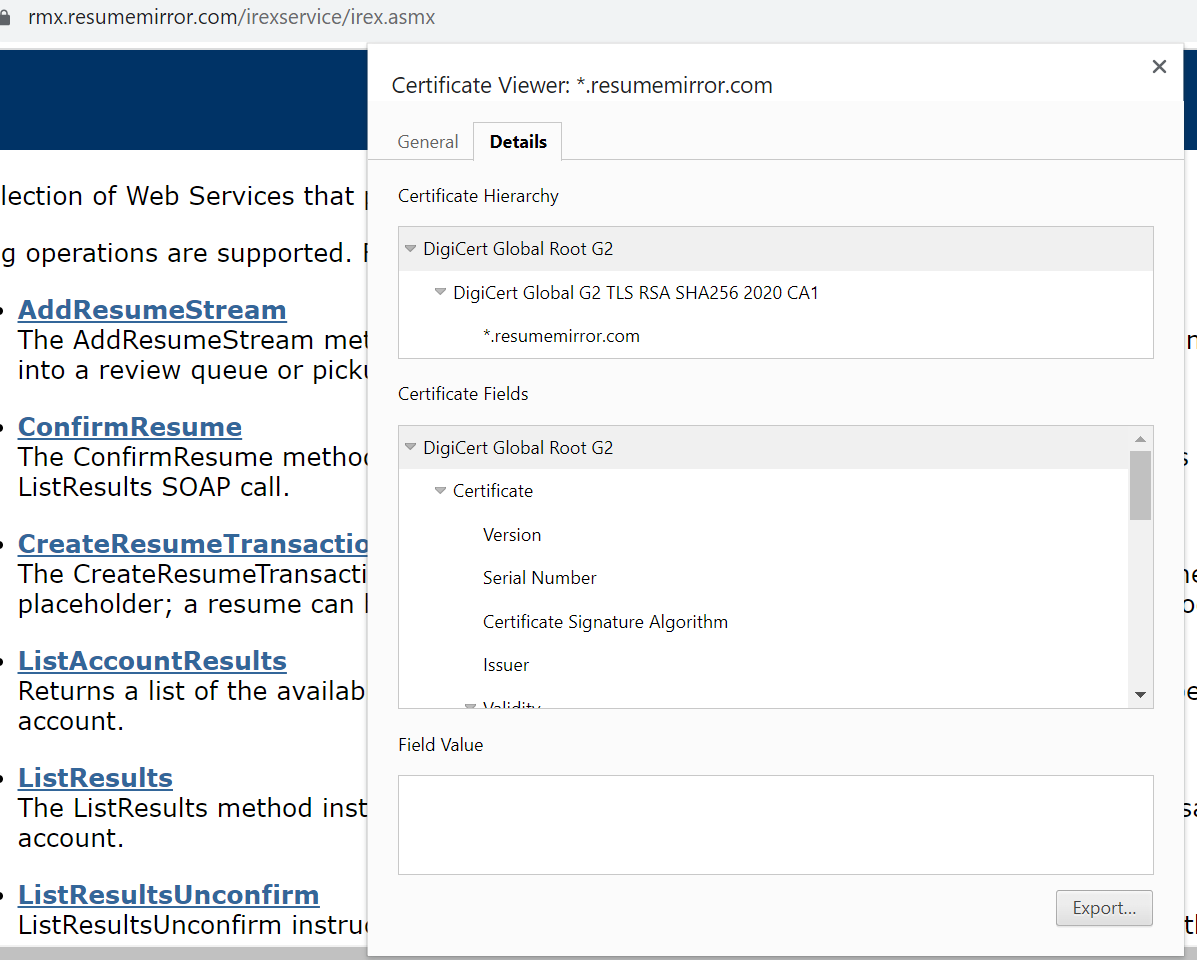 rmx.resumemirror.com/irexservice/irex.asmx
Certificate Viewer: *.resumemirror.com
General
Details
Certificate Hierarchy
DigiCert Global Root G2
DigiCert Global G2 TLS RSA SHA256 2020 CA1
*.resumemirror.com
Certificate Fields
DigiCert Global Root G2
Certificate
Version
Serial Number
Certificate Signature Algorithm
Issuer
Validity
Field Value
Export...
lection of Web Services that
g operations are supported.
AddResumeStream
The AddResumeStream
into a review queue or
ConfirmResume
The ConfirmResume
ListResults SOAP call.
CreateResumeTransactio
The CreateResumeTransacti
placeholder; a resume can
ListAccountResults
Returns a list of the availab
account.
ListResults
The ListResults method inst
account.
ListResultsUnconfirm
ListResultsUnconfirm instru